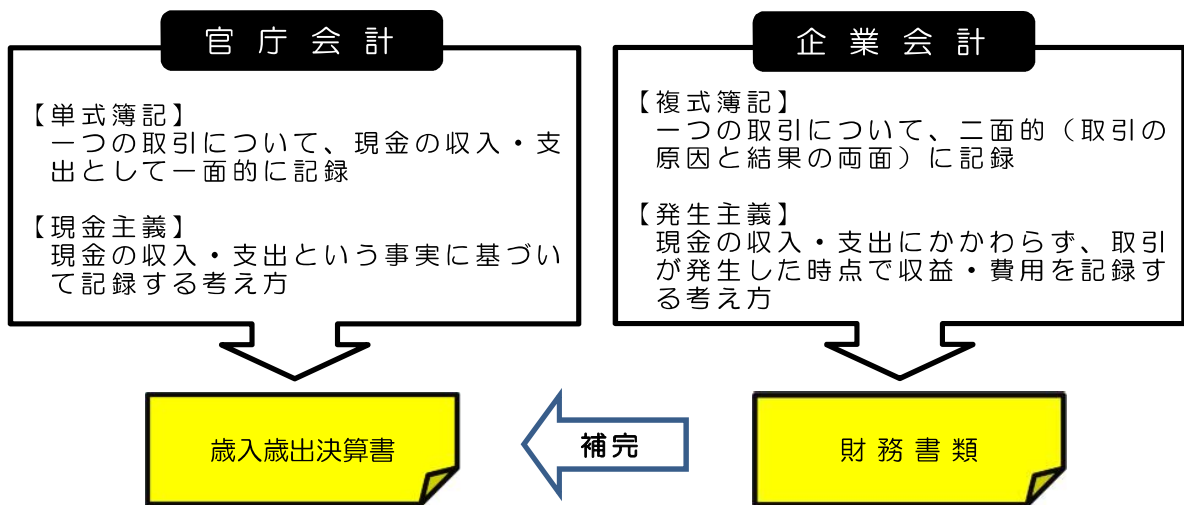 官庁会計
【単式簿記】
一つの取引について、現金の収入・支
出として一面的に記録
【現金主義】
現金の収入・支出という事実に基づい
て記録する考え方
歳入歳出決算書
企業会計
【複式簿記】
一つの取引について、二面的（取引の
原因と結果の両面）に記録
【発生主義】
現金の収入・支出にかかわらず、取引
が発生した時点で収益・費用を記録す
る考え方
財務書類
補完